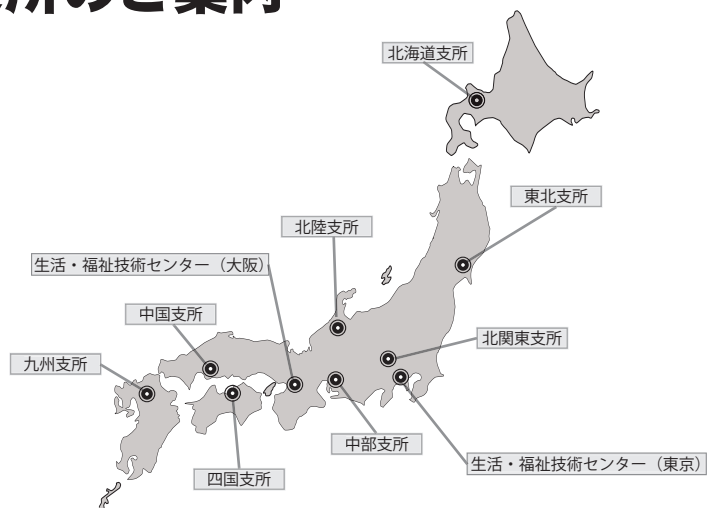 所のご案内
北海道支所
東北支所
北陸支所
生活・福祉技術センター（大阪）
中国支所
北関東支所
九州支所
中部支所
生活・福祉技術センター（東京）
四国支所